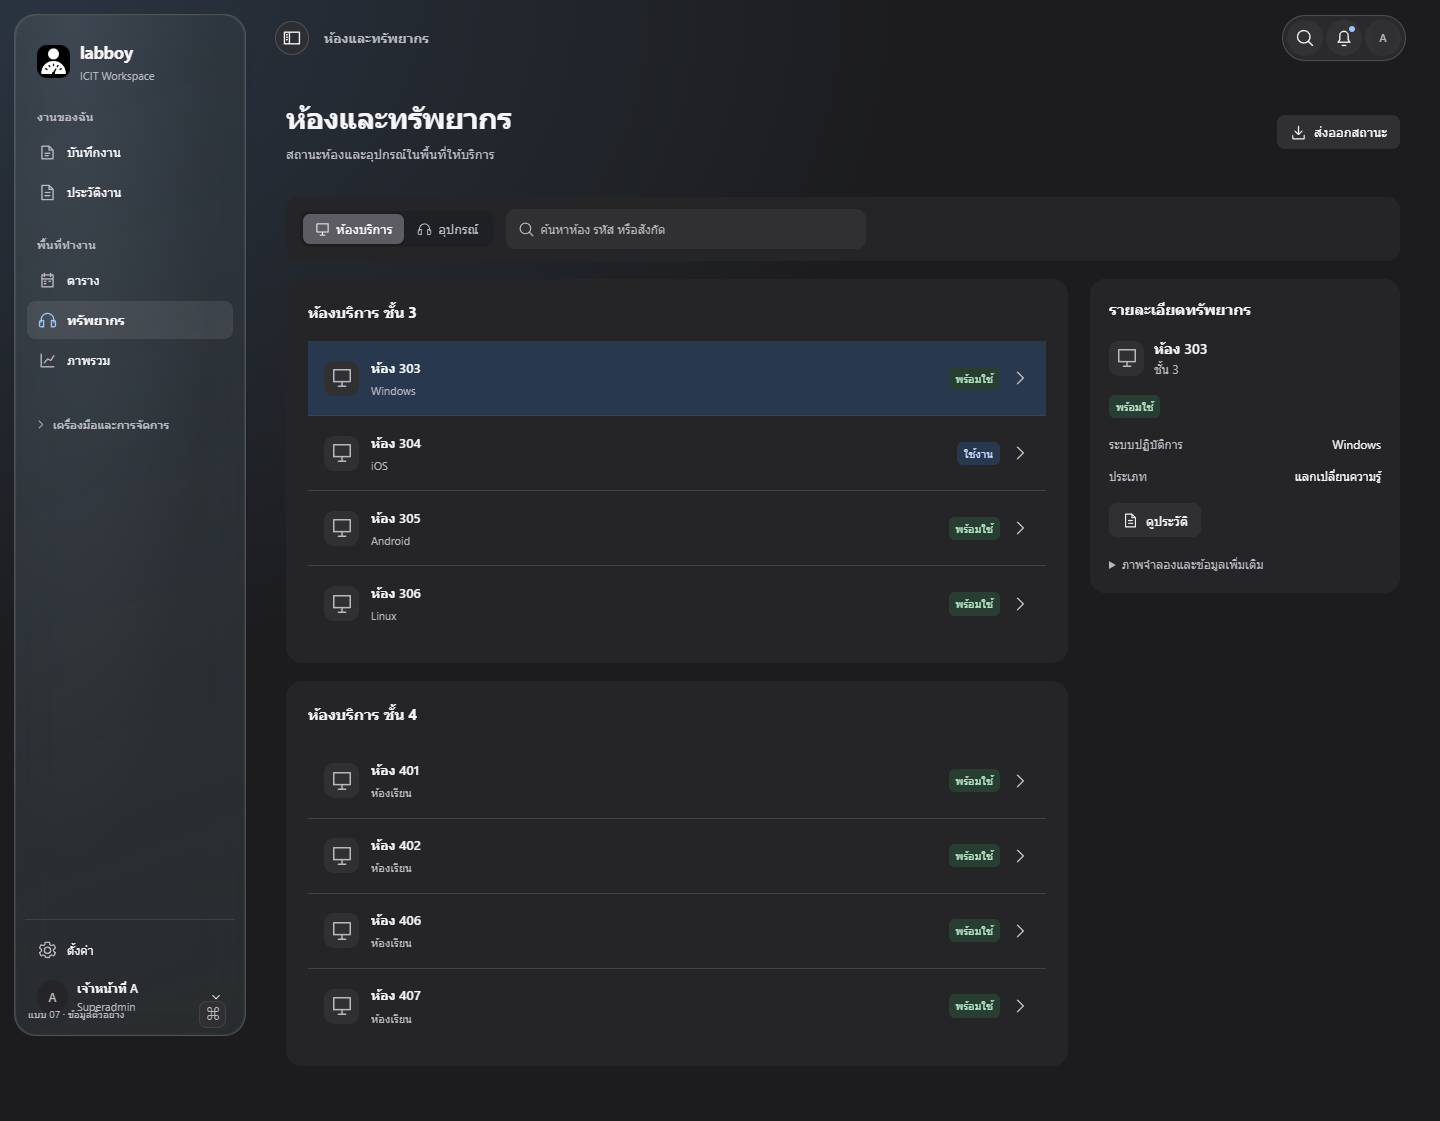 labboy
ICIT Workspace
งานของฉัน
บันทึกงาน
ประวัติงาน
พื้นที่ทำงาน
ตาราง
ทรัพยากร
ภาพรวม
เครื่องมือและการจัดการ
ตั้งค่า
A
เจ้าหน้าที่ A
Superadmin
แบบ 07 · ข้อมูลตัวอย่าง
ห้องและทรัพยากร
A
ห้องและทรัพยากร
สถานะห้องและอุปกรณ์ในพื้นที่ให้บริการ
ส่งออกสถานะ
ห้องบริการ
อุปกรณ์
ค้นหาห้อง รหัส หรือสังกัด
ห้องบริการ ชั้น 3
ห้อง 303
Windows
พร้อมใช้
ห้อง 304
iOS
ใช้งาน
ห้อง 305
Android
พร้อมใช้
ห้อง 306
Linux
พร้อมใช้
ห้องบริการ ชั้น 4
ห้อง 401
ห้องเรียน
พร้อมใช้
ห้อง 402
ห้องเรียน
พร้อมใช้
ห้อง 406
ห้องเรียน
พร้อมใช้
ห้อง 407
ห้องเรียน
พร้อมใช้
รายละเอียดทรัพยากร
ห้อง 303
ชั้น 3
พร้อมใช้
ระบบปฏิบัติการ Windows
ประเภท แลกเปลี่ยนความรู้
ดูประวัติ
ภาพจำลองและข้อมูลเพิ่มเติม